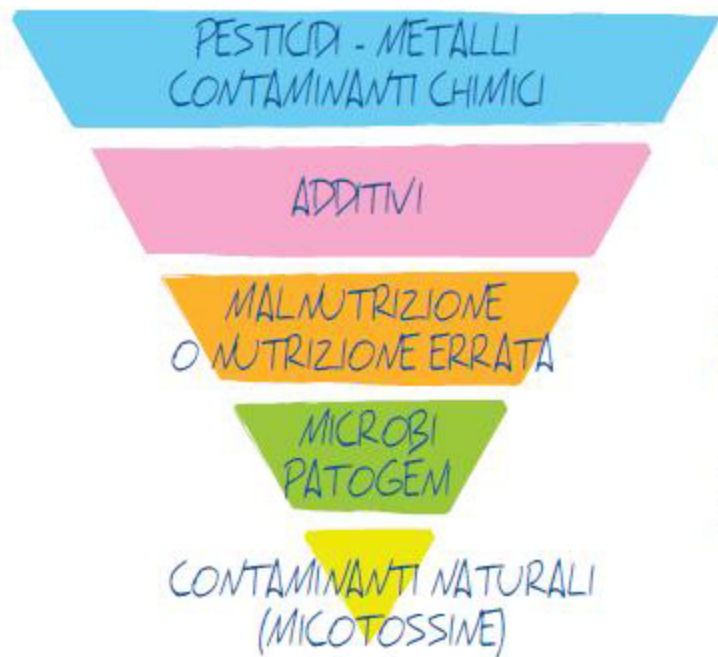 PESTICIDI - METALLI
CONTAMINANTI CHIMICI
ADDITIVI
MALNUTRIZIONE
O NUTRIZIONE ERRATA
MICROBI
PATOGENI
CONTAMINANTI NATURALI
(MICOTOSSINE)